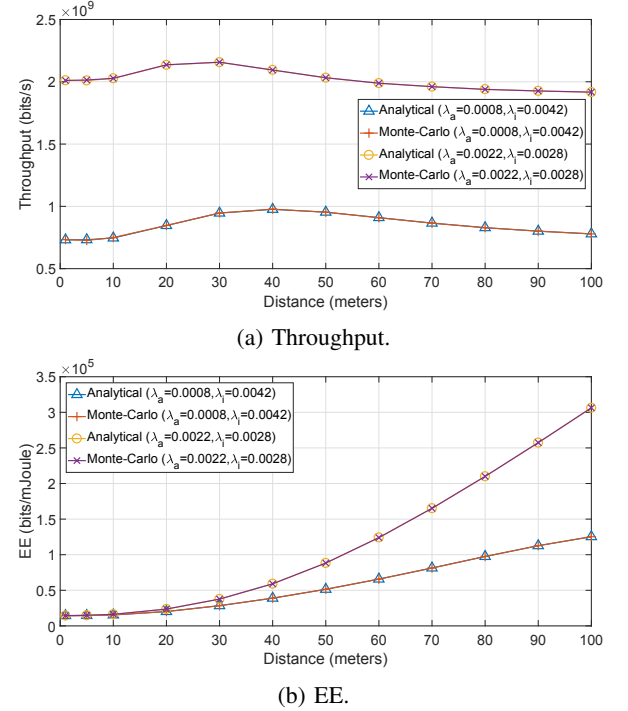 ×10⁹
2.5
2
1.5
1
0.5
Throughput (bits/s)
Analytical (λₐ=0.0008,λᵢ=0.0042)
Monte-Carlo (λₐ=0.0008,λᵢ=0.0042)
Analytical (λₐ=0.0022,λᵢ=0.0028)
Monte-Carlo (λₐ=0.0022,λᵢ=0.0028)
0 10 20 30 40 50 60 70 80 90 100
Distance (meters)
(a) Throughput.
×10⁵
3.5
3
2.5
2
1.5
1
0.5
0
EE (bits/mJoule)
Analytical (λₐ=0.0008,λᵢ=0.0042)
Monte-Carlo (λₐ=0.0008,λᵢ=0.0042)
Analytical (λₐ=0.0022,λᵢ=0.0028)
Monte-Carlo (λₐ=0.0022,λᵢ=0.0028)
0 10 20 30 40 50 60 70 80 90 100
Distance (meters)
(b) EE.